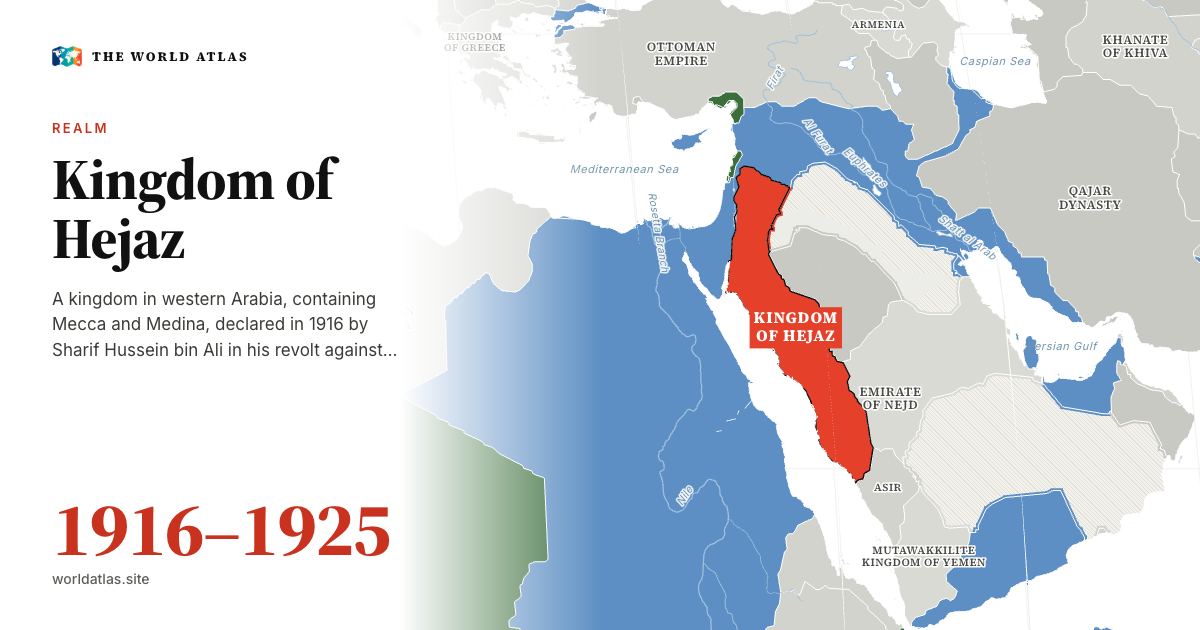 THE WORLD ATLAS
REALM
Kingdom of
Hejaz
A kingdom in western Arabia, containing
Mecca and Medina, declared in 1916 by
Sharif Hussein bin Ali in his revolt against...
1916–1925
worldatlas.site
KINGDOM
OF GREECE
OTTOMAN
EMPIRE
ARMENIA
KHANATE
OF KHIVA
Caspian Sea
Firat
Mediterranean Sea
Al Furat
Euphrates
QAJAR
DYNASTY
Rosetta Branch
Shatt al Arab
KINGDOM
OF HEJAZ
ersian Gulf
EMIRATE
OF NEJD
Nile
ASIR
MUTAWAKKILITE
KINGDOM OF YEMEN